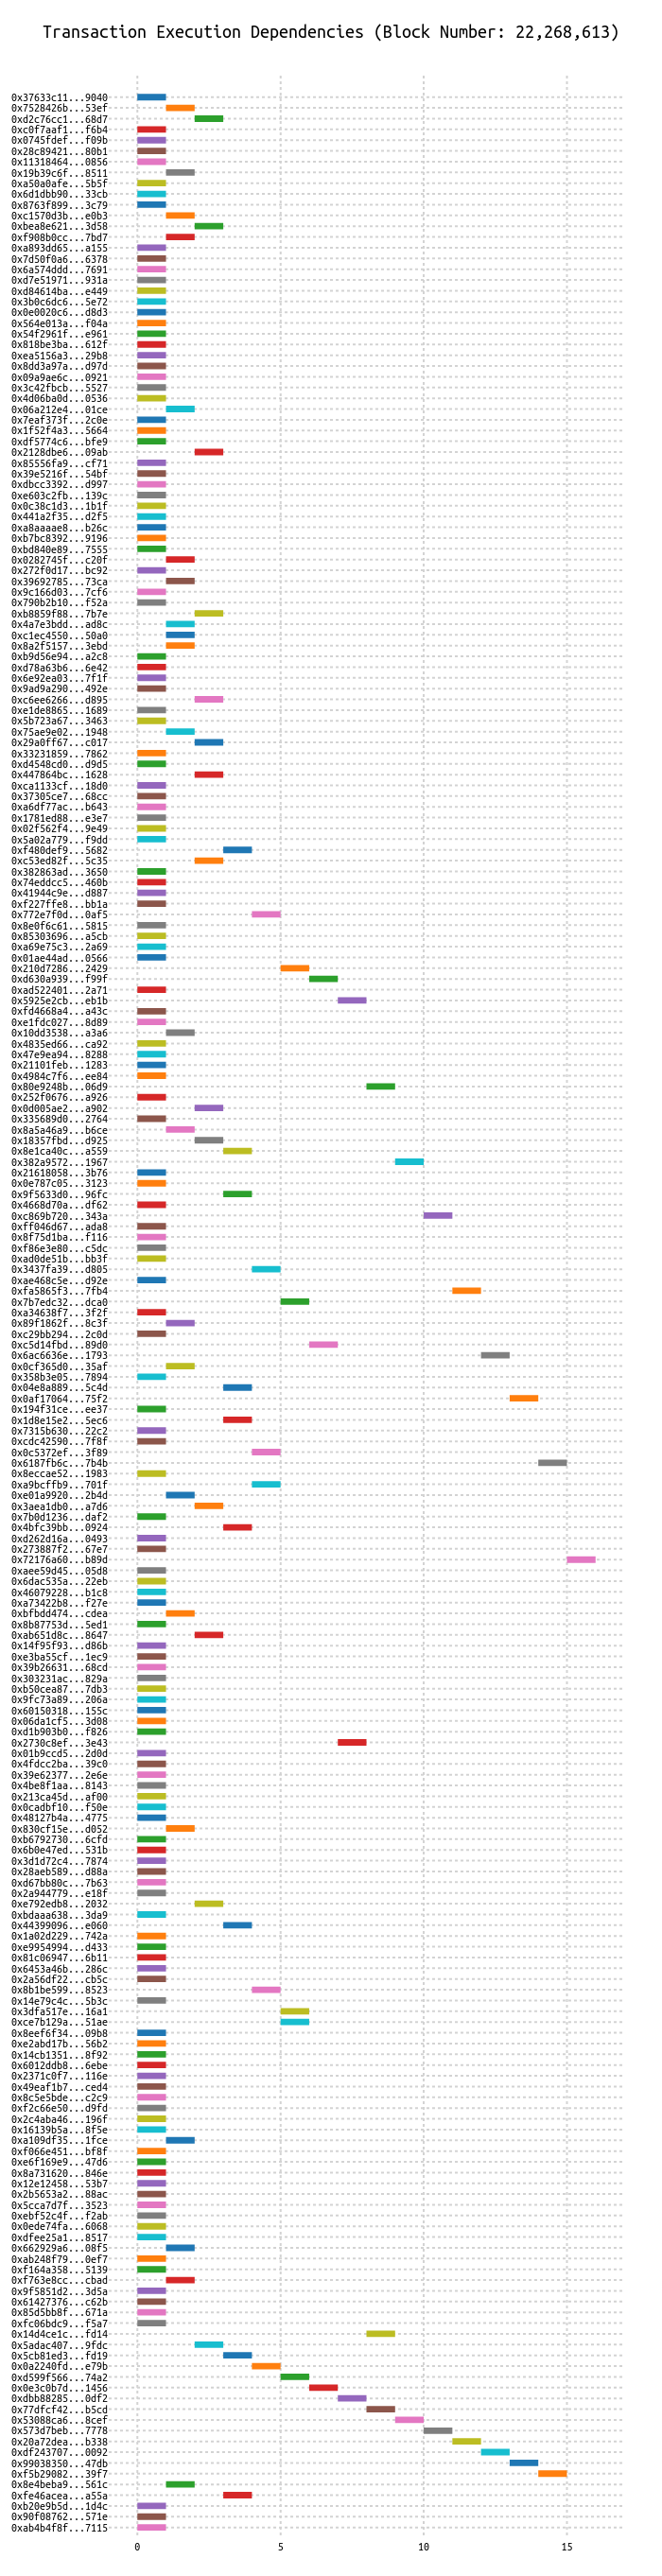 Transaction Execution Dependencies (Block Number: 22,268,613)
0x37633c11...9040
0x7528426b...53ef
0xd2c76cc1...68d7
0xc0f7aaf1...f6b4
0x0745fdef...f09b
0x28c89421...80b1
0x11318464...0856
0x19b39c6f...8511
0xa50a0afe...5b5f
0x6d1dbb90...33cb
0x8763f899...3c79
0xc1570d3b...e0b3
0xbea8e621...3d58
0xf908b0cc...7bd7
0xa893dd65...a155
0x7d50f0a6...6378
0x6a574ddd...7691
0xd7e51971...931a
0xd84614ba...e449
0x3b0c6dc6...5e72
0x0e0020c6...d8d3
0x564e013a...f04a
0x54f2961f...e961
0x818be3ba...612f
0xea5156a3...29b8
0x8dd3a97a...d97d
0x09a9ae6c...0921
0x3c42fbcb...5527
0x4d06ba0d...0536
0x06a212e4...01ce
0x7eaf373f...2c0e
0x1f52f4a3...5664
0xdf5774c6...bfe9
0x2128dbe6...09ab
0x85556fa9...cf71
0x39e5216f...54bf
0xdbcc3392...d997
0xe603c2fb...139c
0x0c38c1d3...1b1f
0x441a2f35...d2f5
0xa8aaaae8...b26c
0xb7bc8392...9196
0xbd840e89...7555
0x0282745f...c20f
0x272f0d17...bc92
0x39692785...73ca
0x9c166d03...7cf6
0x790b2b10...f52a
0xb8859f88...7b7e
0x4a7e3bdd...ad8c
0xc1ec4550...50a0
0x8a2f5157...3ebd
0xb9d56e94...a2c8
0xd78a63b6...6e42
0x6e92ea03...7f1f
0x9ad9a290...492e
0xc6ee6266...d895
0xe1de8865...1689
0x5b723a67...3463
0x75ae9e02...1948
0x29a0ff67...c017
0x33231859...7862
0xd4548cd0...d9d5
0x447864bc...1628
0xca1133cf...18d0
0x37305ce7...68cc
0xa6df77ac...b643
0x1781ed88...e3e7
0x02f562f4...9e49
0x5a02a779...f9dd
0xf480def9...5682
0xc53ed82f...5c35
0x382863ad...3650
0x74eddcc5...460b
0x41944c9e...d887
0xf227ffe8...bb1a
0x772e7f0d...0af5
0x8e0f6c61...5815
0x85303696...a5cb
0xa69e75c3...2a69
0x01ae44ad...0566
0x210d7286...2429
0xd630a939...f99f
0xad522401...2a71
0x5925e2cb...eb1b
0xfd4668a4...a43c
0xe1fdc027...8d89
0x10dd3538...a3a6
0x4835ed66...ca92
0x47e9ea94...8288
0x21101feb...1283
0x4984c7f6...ee84
0x80e9248b...06d9
0x252f0676...a926
0x0d005ae2...a902
0x335689d0...2764
0x8a5a46a9...b6ce
0x18357fbd...d925
0x8e1ca40c...a559
0x382a9572...1967
0x21618058...3b76
0x0e787c05...3123
0x9f5633d0...96fc
0x4668d70a...df62
0xc869b720...343a
0xff046d67...ada8
0x8f75d1ba...f116
0xf86e3e80...c5dc
0xad0de51b...bb3f
0x3437fa39...d805
0xae468c5e...d92e
0xfa5865f3...7fb4
0x7b7edc32...dca0
0xa34638f7...3f2f
0x89f1862f...8c3f
0xc29bb294...2c0d
0xc5d14fbd...89d0
0x6ac6636e...1793
0x0cf365d0...35af
0x358b3e05...7894
0x04e8a889...5c4d
0x0af17064...75f2
0x194f31ce...ee37
0x1d8e15e2...5ec6
0x7315b630...22c2
0xcdc42590...7f8f
0x0c5372ef...3f89
0x6187fb6c...7b4b
0x8eccae52...1983
0xa9bcffb9...701f
0xe01a9920...2b4d
0x3aea1db0...a7d6
0x7b0d1236...daf2
0x4bfc39bb...0924
0xd262d16a...0493
0x273887f2...67e7
0x72176a60...b89d
0xaee59d45...05d8
0x6dac535a...22eb
0x46079228...b1c8
0xa73422b8...f27e
0xbfbdd474...cdea
0x8b87753d...5ed1
0xab651d8c...8647
0x14f95f93...d86b
0xe3ba55cf...1ec9
0x39b26631...68cd
0x303231ac...829a
0xb50cea87...7db3
0x9fc73a89...206a
0x60150318...155c
0x06da1cf5...3d08
0xd1b903b0...f826
0x2730c8ef...3e43
0x01b9ccd5...2d0d
0x4fdcc2ba...39c0
0x39e62377...2e6e
0x4be8f1aa...8143
0x213ca45d...af00
0x0cadbf10...f50e
0x48127b4a...4775
0x830cf15e...d052
0xb6792730...6cfd
0x6b0e47ed...531b
0x3d1d72c4...7874
0x28aeb589...d88a
0xd67bb80c...7b63
0x2a944779...e18f
0xe792edb8...2032
0xbdaaa638...3da9
0x44399096...e060
0x1a02d229...742a
0xe9954994...d433
0x81c06947...6b11
0x6453a46b...286c
0x2a56df22...cb5c
0x8b1be599...8523
0x14e79c4c...5b3c
0x3dfa517e...16a1
0xce7b129a...51ae
0x8eef6f34...09b8
0xe2abd17b...56b2
0x14cb1351...8f92
0x6012ddb8...6ebe
0x2371c0f7...116e
0x49eaf1b7...ced4
0x8c5e5bde...c2c9
0xf2c66e50...d9fd
0x2c4aba46...196f
0x16139b5a...8f5e
0xa109df35...1fce
0xf066e451...bf8f
0xe6f169e9...47d6
0x8a731620...846e
0x12e12458...53b7
0x2b5653a2...88ac
0x5cca7d7f...3523
0xebf52c4f...f2ab
0x0ede74fa...6068
0xdfee25a1...8517
0x662929a6...08f5
0xab248f79...0ef7
0xf164a358...5139
0xf763e8cc...cbad
0x9f5851d2...3d5a
0x61427376...c62b
0x85d5bb8f...671a
0xfc06bdc9...f5a7
0x14d4ce1c...fd14
0x5adac407...9fdc
0x5cb81ed3...fd19
0x0a2240fd...e79b
0xd599f566...74a2
0x0e3c0b7d...1456
0xdbb88285...0df2
0x77dfcf42...b5cd
0x53088ca6...8cef
0x573d7beb...7778
0x20a72dea...b338
0xdf243707...0092
0x99038350...47db
0xf5b29082...39f7
0x8e4beba9...561c
0xfe46acea...a55a
0xb20e9b5d...1d4c
0x90f08762...571e
0xab4b4f8f...7115
0 5 10 15